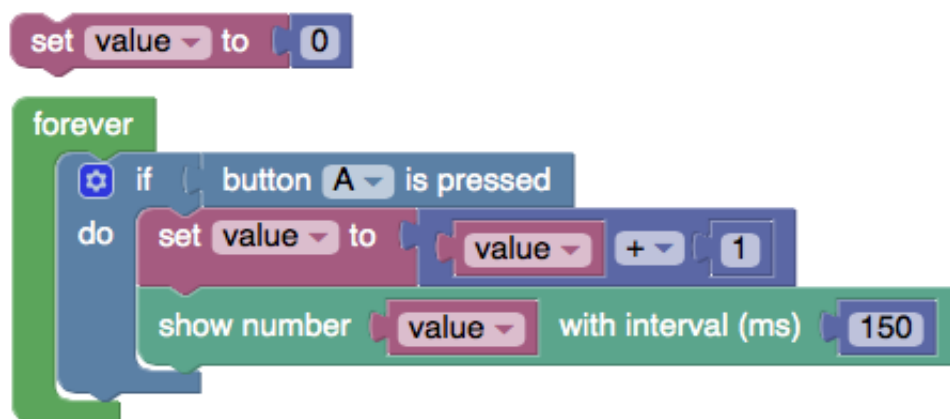 set value to 0
forever
if button A is pressed
do set value to value + 1
show number value with interval (ms) 150